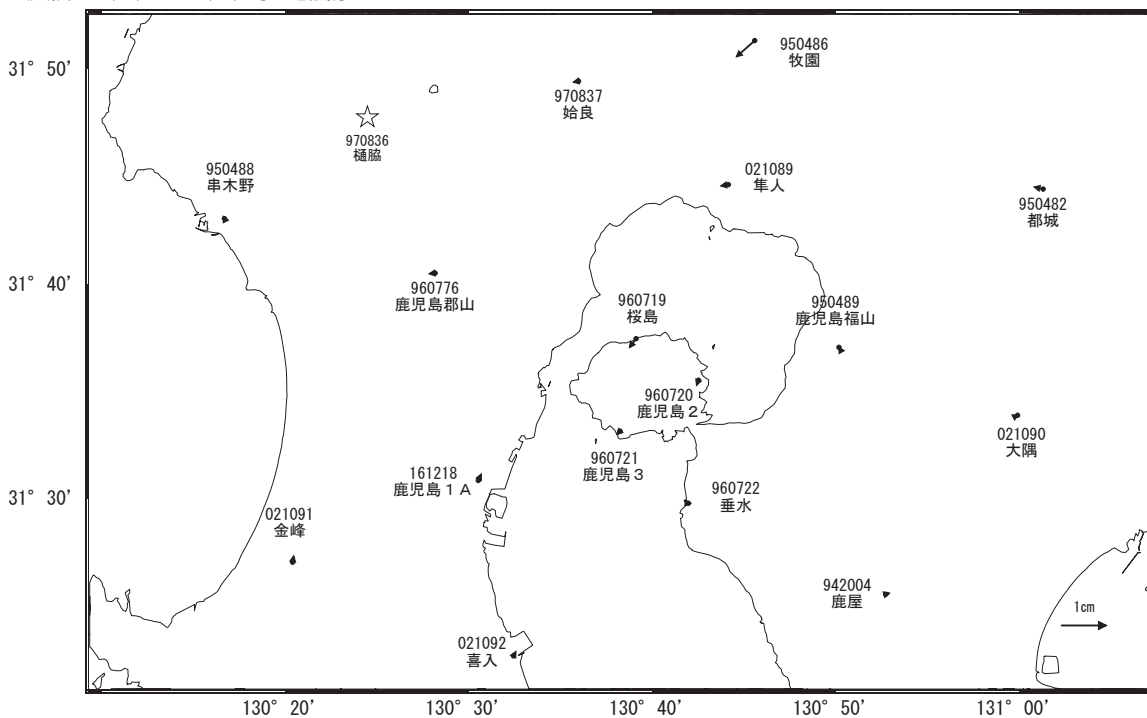 31° 50'
950486
牧園
970837
姶良
970836
樋脇
950488
串木野
021089
隼人
950482
都城
31° 40'
960776
鹿児島郡山
960719
桜島
950489
鹿児島福山
960720
鹿児島2
021090
大隅
960721
鹿児島3
161218
鹿児島1A
31° 30'
960722
垂水
021091
金峰
942004
鹿屋
1cm
021092
喜入
130° 20'
130° 30'
130° 40'
130° 50'
131° 00'